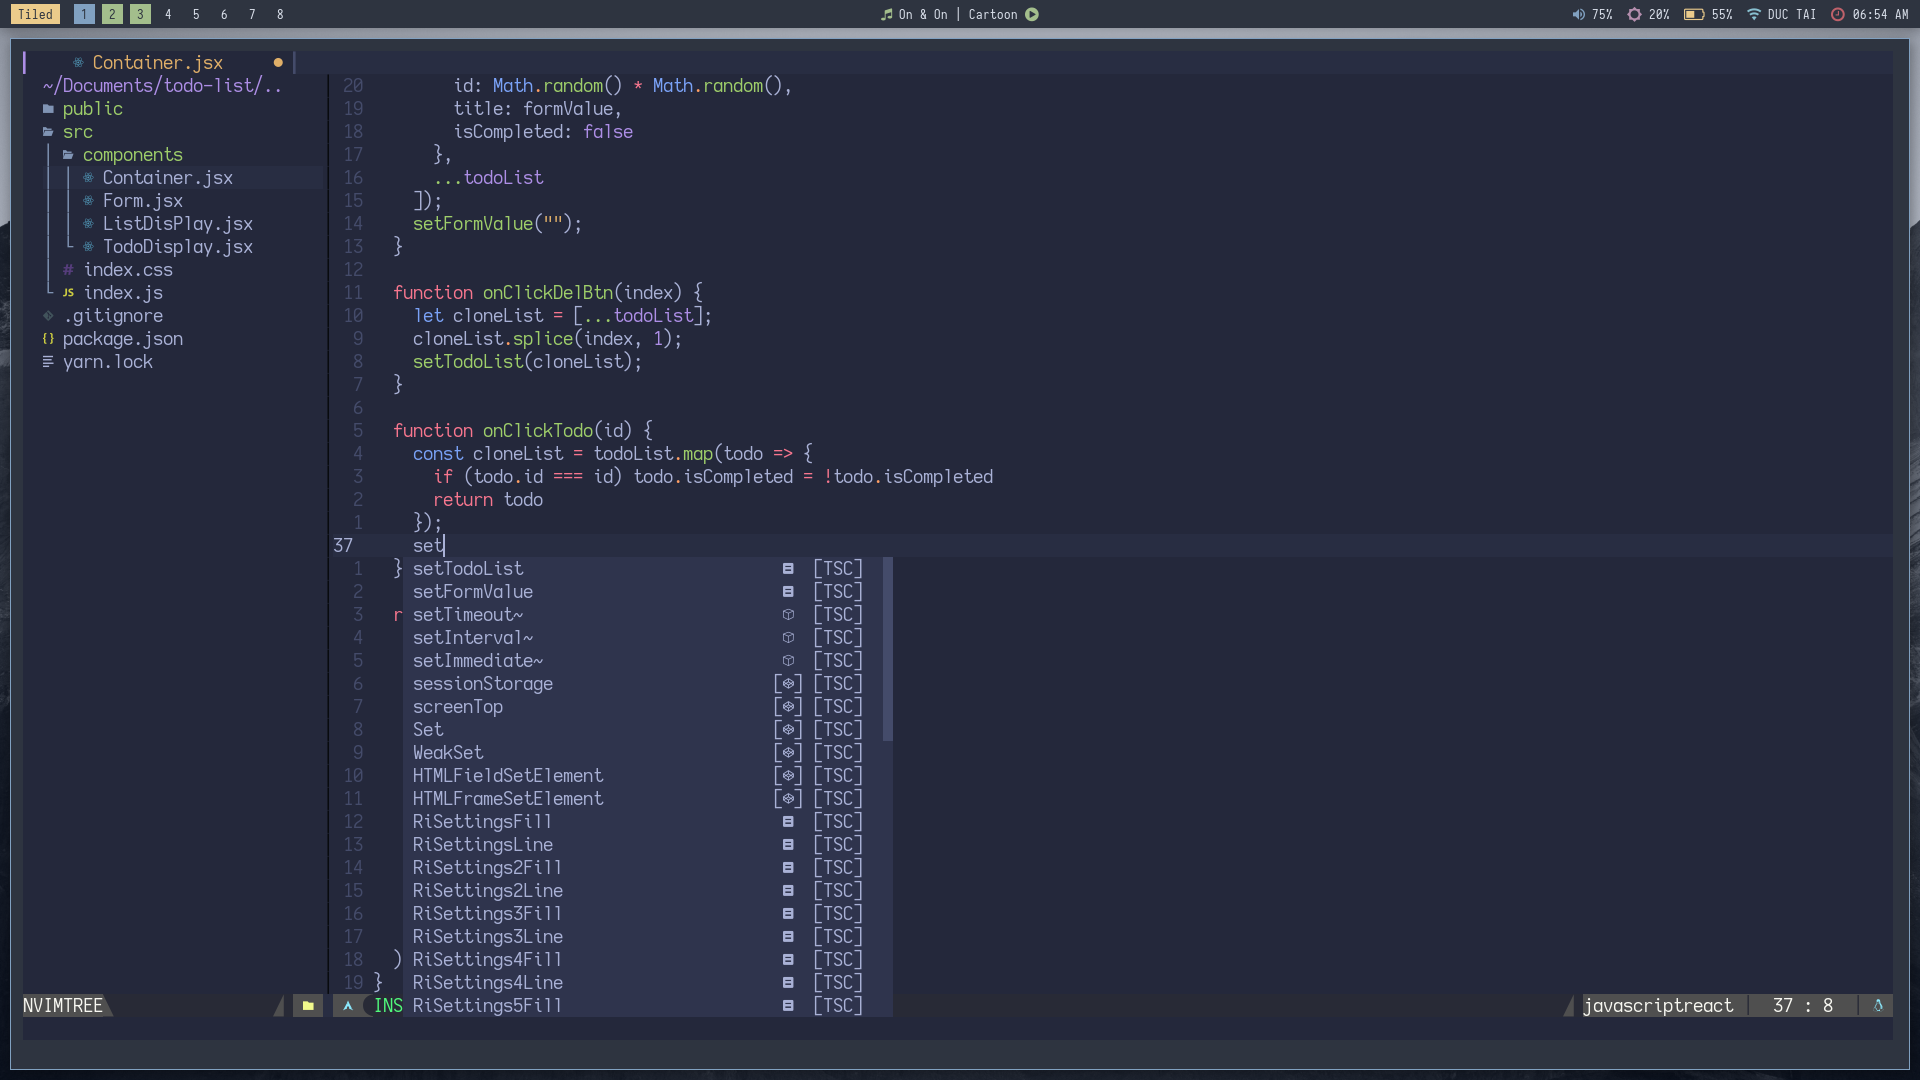 Tiled 1 2 3 4 5 6 7 8 On & On | Cartoon 75% 20% 55% DUC TAI 06:54 AM
Container.jsx
~/Documents/todo-list/..
public
src
components
Container.jsx
Form.jsx
ListDisPlay.jsx
TodoDisplay.jsx
# index.css
JS index.js
.gitignore
{} package.json
yarn.lock
20 id: Math.random() * Math.random(),
19 title: formValue,
18 isCompleted: false
17 },
16 ...todoList
15 ]);
14 setFormValue("");
13 }
12
11 function onClickDelBtn(index) {
10 let cloneList = [...todoList];
9 cloneList.splice(index, 1);
8 setTodoList(cloneList);
7 }
6
5 function onClickTodo(id) {
4 const cloneList = todoList.map(todo => {
3 if (todo.id === id) todo.isCompleted = !todo.isCompleted
2 return todo
1 });
37 set
1 } setTodoList [TSC]
2 setFormValue [TSC]
3 r setTimeout~ [TSC]
4 setInterval~ [TSC]
5 setImmediate~ [TSC]
6 sessionStorage [] [TSC]
7 screenTop [] [TSC]
8 Set [] [TSC]
9 WeakSet [] [TSC]
10 HTMLFieldSetElement [] [TSC]
11 HTMLFrameSetElement [] [TSC]
12 RiSettingsFill [TSC]
13 RiSettingsLine [TSC]
14 RiSettings2Fill [TSC]
15 RiSettings2Line [TSC]
16 RiSettings3Fill [TSC]
17 RiSettings3Line [TSC]
18 ) RiSettings4Fill [TSC]
19 } RiSettings4Line [TSC]
NVIMTREE INS RiSettings5Fill [TSC] javascriptreact 37 : 8